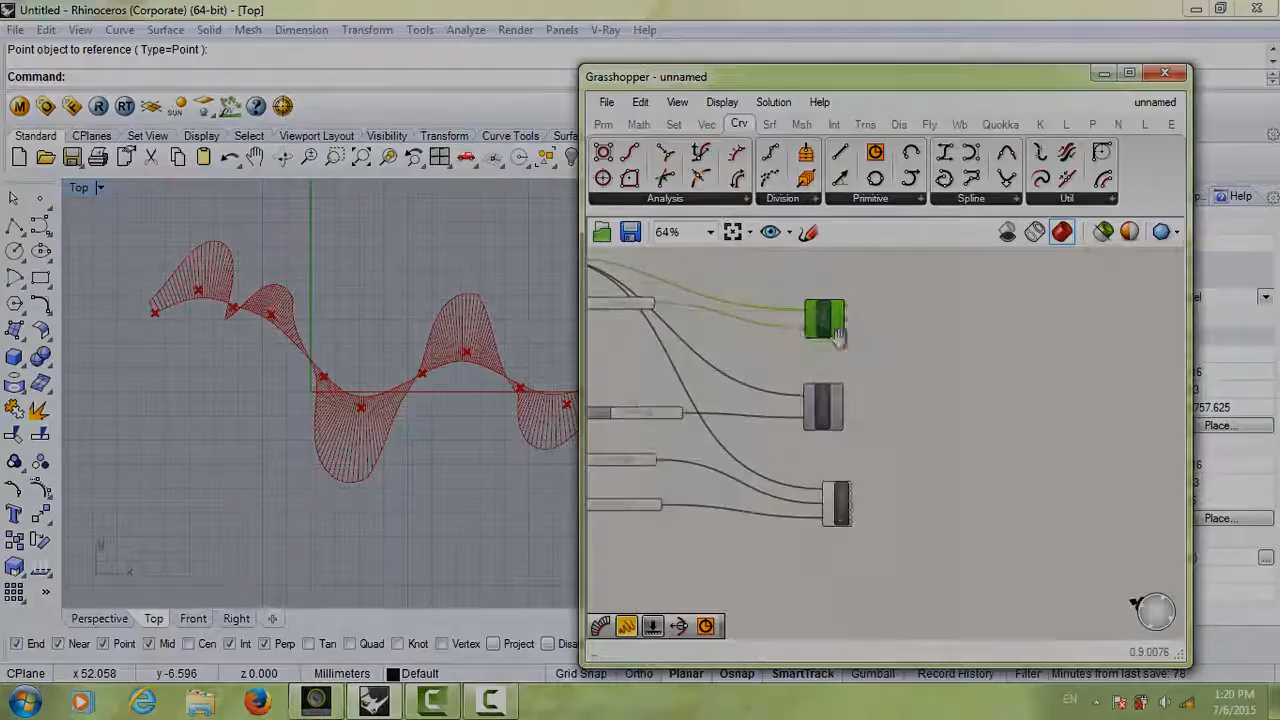 Untitled - Rhinoceros (Corporate) (64-bit) - [Top]
File Edit View Curve Surface Solid Mesh Dimension Transform Tools Analyze Render Panels V-Ray Help
Point object to reference ( Type=Point ):
Command:
Standard CPlanes Set View Display Select Viewport Layout Visibility Transform Curve Tools Surfa
Top
Grasshopper - unnamed
File Edit View Display Solution Help unnamed
Prm Math Set Vec Crv Srf Msh Int Trns Dis Fly Wb Quokka K L P N L E
Analysis Division Primitive Spline Util
64%
Help
Place...
Place...
757.625
Perspective Top Front Right
End Near Point Mid Cen Int Perp Tan Quad Knot Vertex Project Disab
0.9.0076
CPlane x 52.058 y -6.596 z 0.000 Millimeters Default Grid Snap Ortho Planar Osnap SmartTrack Gumball Record History Filter Minutes from last save: 78
EN
1:20 PM
7/6/2015